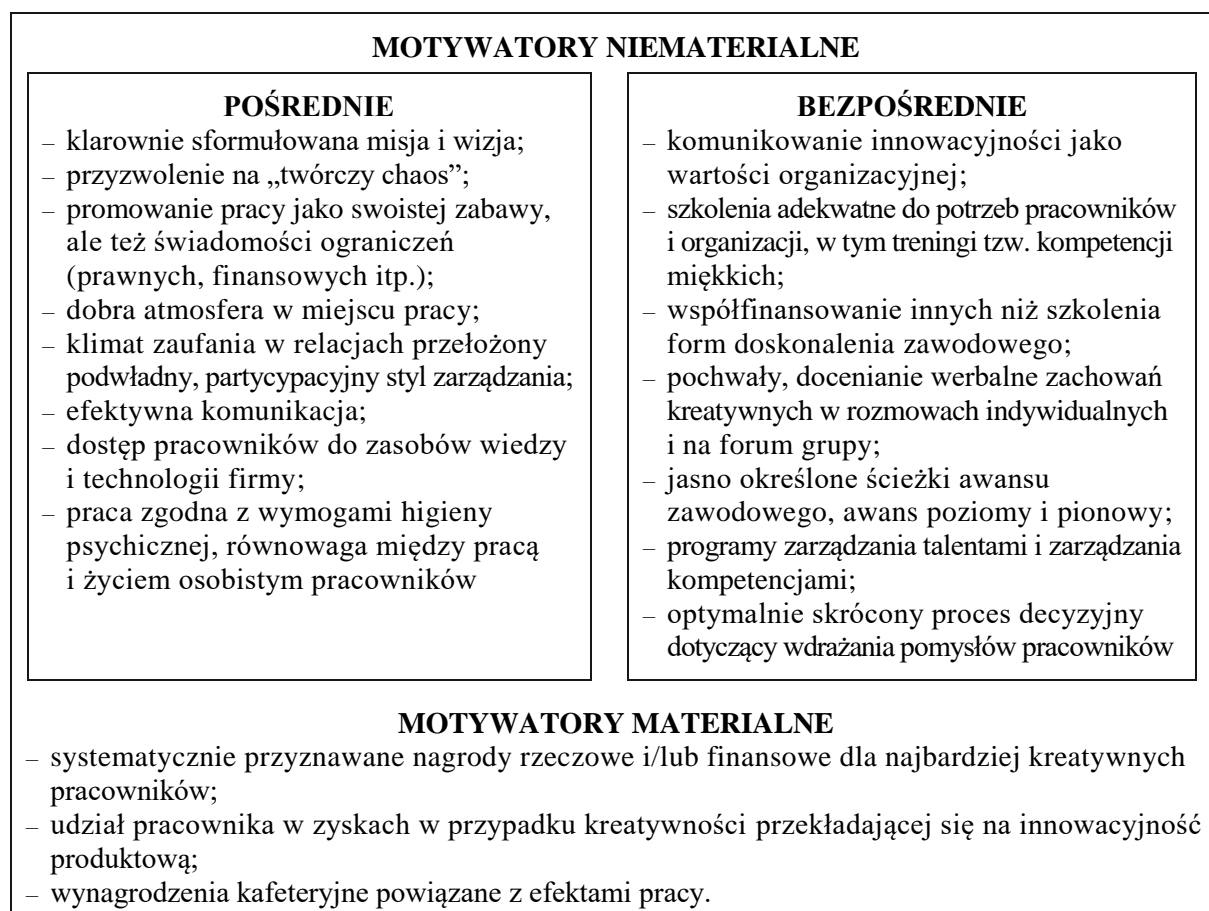 MOTYWATORY NIEMATERIALNE
POŚREDNIE
– klarownie sformułowana misja i wizja;
– przyzwolenie na „twórczy chaos”;
– promowanie pracy jako swoistej zabawy,
ale też świadomości ograniczeń
(prawnych, finansowych itp.);
– dobra atmosfera w miejscu pracy;
– klimat zaufania w relacjach przełożony
podwładny, partycypacyjny styl zarządzania;
– efektywna komunikacja;
– dostęp pracowników do zasobów wiedzy
i technologii firmy;
– praca zgodna z wymogami higieny
psychicznej, równowaga między pracą
i życiem osobistym pracowników
BEZPOŚREDNIE
– komunikowanie innowacyjności jako
wartości organizacyjnej;
– szkolenia adekwatne do potrzeb pracowników
i organizacji, w tym treningi tzw. kompetencji
miękkich;
– współfinansowanie innych niż szkolenia
form doskonalenia zawodowego;
– pochwały, docenianie werbalne zachowań
kreatywnych w rozmowach indywidualnych
i na forum grupy;
– jasno określone ścieżki awansu
zawodowego, awans poziomy i pionowy;
– programy zarządzania talentami i zarządzania
kompetencjami;
– optymalnie skrócony proces decyzyjny
dotyczący wdrażania pomysłów pracowników
MOTYWATORY MATERIALNE
– systematycznie przyznawane nagrody rzeczowe i/lub finansowe dla najbardziej kreatywnych
pracowników;
– udział pracownika w zyskach w przypadku kreatywności przekładającej się na innowacyjność
produktową;
– wynagrodzenia kafeteryjne powiązane z efektami pracy.